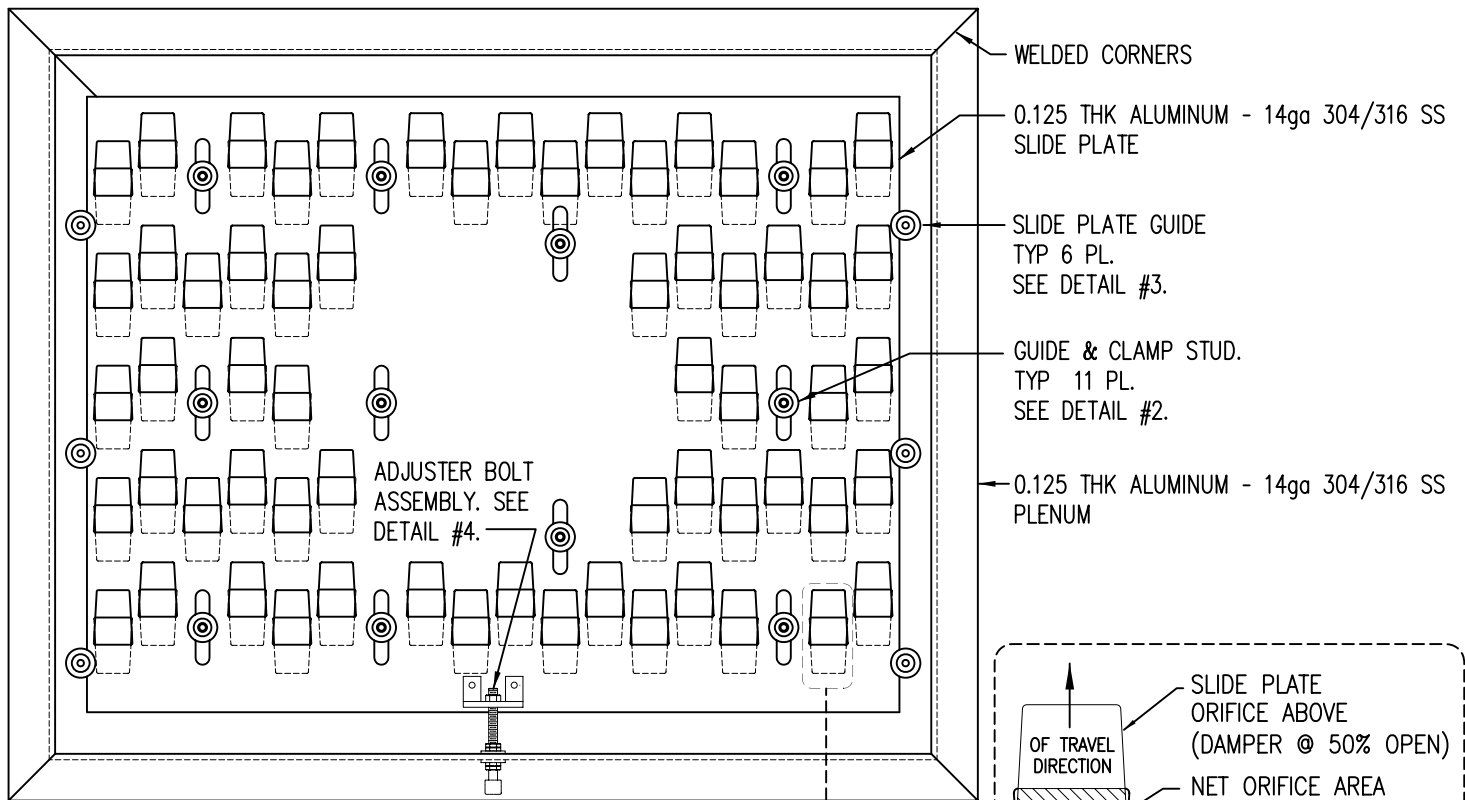 WELDED CORNERS
0.125 THK ALUMINUM - 14ga 304/316 SS
SLIDE PLATE
SLIDE PLATE GUIDE
TYP 6 PL.
SEE DETAIL #3.
GUIDE & CLAMP STUD.
TYP 11 PL.
SEE DETAIL #2.
ADJUSTER BOLT
ASSEMBLY. SEE
DETAIL #4.
0.125 THK ALUMINUM - 14ga 304/316 SS
PLENUM
SLIDE PLATE
ORIFICE ABOVE
(DAMPER @ 50% OPEN)
OF TRAVEL
DIRECTION
NET ORIFICE AREA